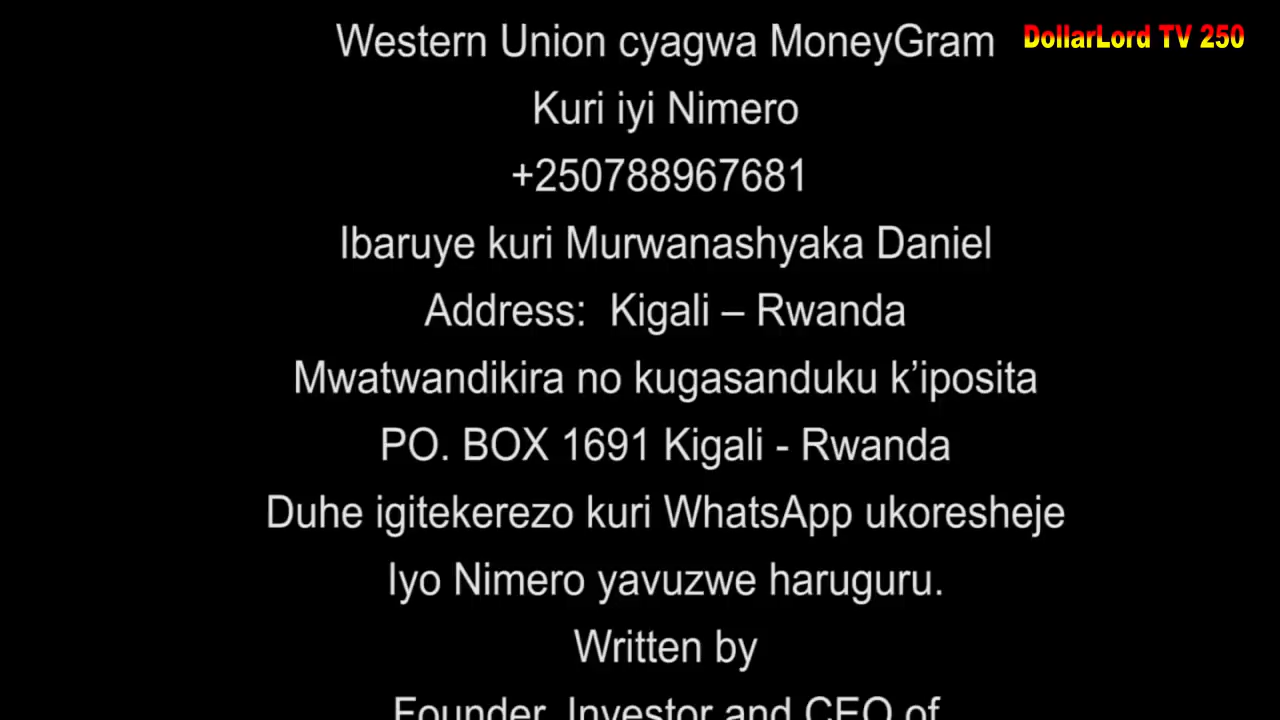 Western Union cyagwa MoneyGram
DollarLord TV 250
Kuri iyi Nimero
+250788967681
Ibaruye kuri Murwanashyaka Daniel
Address: Kigali – Rwanda
Mwatwandikira no kugasanduku k’iposita
PO. BOX 1691 Kigali - Rwanda
Duhe igitekerezo kuri WhatsApp ukoresheje
Iyo Nimero yavuzwe haruguru.
Written by
Founder, Investor and CEO of